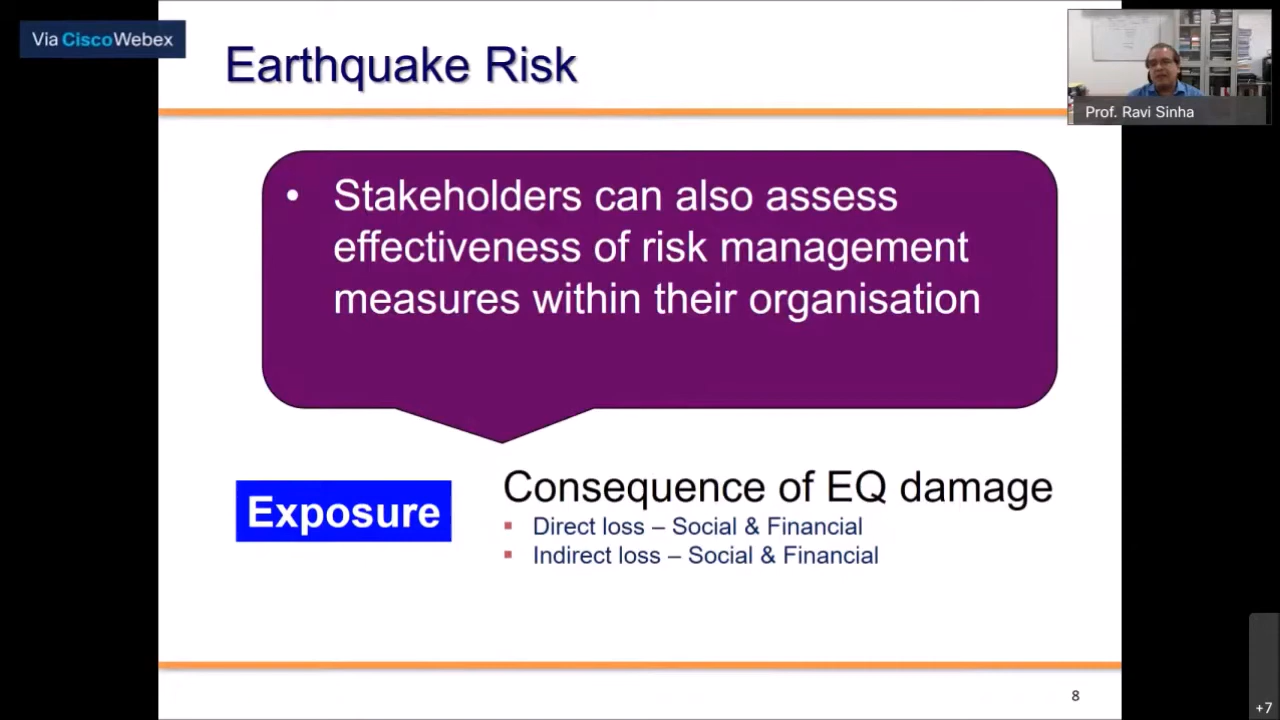 Via CiscoWebex
Earthquake Risk
Prof. Ravi Sinha
• Stakeholders can also assess
effectiveness of risk management
measures within their organisation
Exposure
Consequence of EQ damage
▪ Direct loss – Social & Financial
▪ Indirect loss – Social & Financial
8
+7